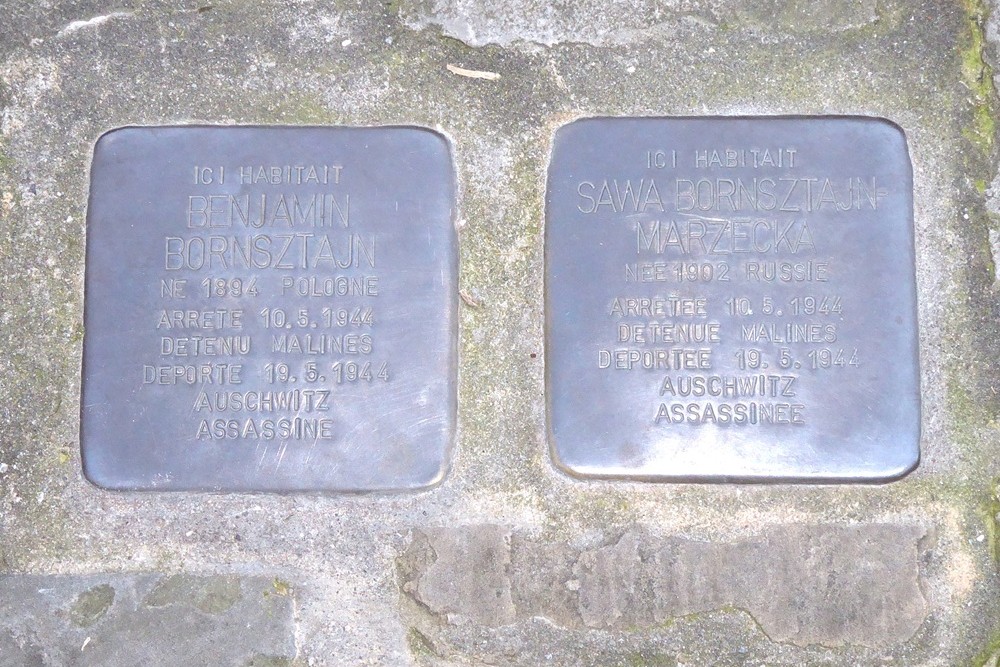 ICI HABITAIT
BENJAMIN
BORNSZTAJN
NE 1894 POLOGNE
ARRETE 10.5.1944
DETENU MALINES
DEPORTE 19.5.1944
AUSCHWITZ
ASSASSINE
ICI HABITAIT
SAWA BORNSZTAJN-
MARZECKA
NEE 1902 RUSSIE
ARRETEE 10.5.1944
DETENUE MALINES
DEPORTEE 19.5.1944
AUSCHWITZ
ASSASSINEE